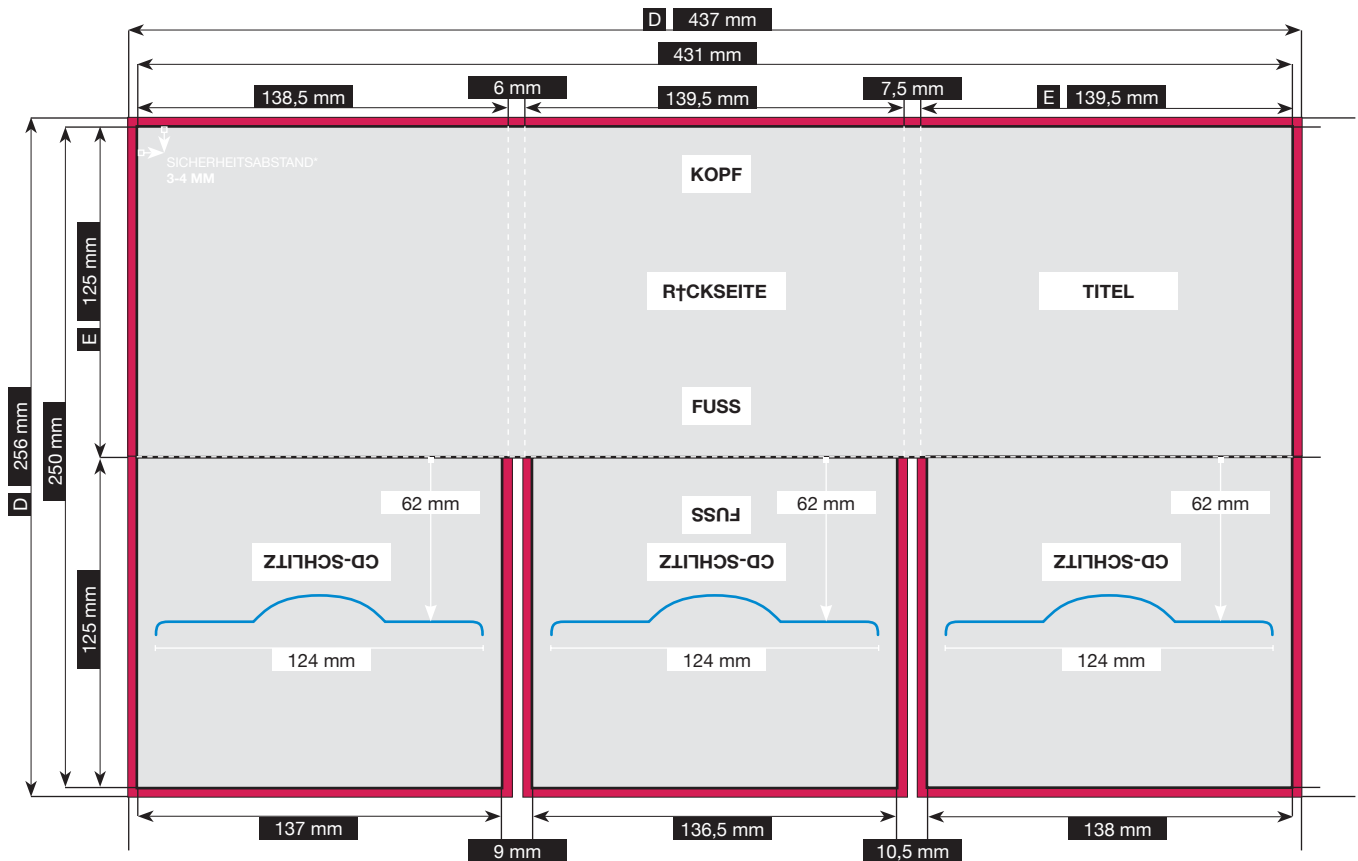 D 437 mm
431 mm
138,5 mm
6 mm
139,5 mm
7,5 mm
E 139,5 mm
SICHERHEITSABSTAND*
3-4 MM
KOPF
R†CKSEITE
TITEL
FUSS
125 mm
E
D 256 mm
250 mm
125 mm
62 mm
FUSS
62 mm
62 mm
CD-SCHLITZ
CD-SCHLITZ
CD-SCHLITZ
124 mm
124 mm
124 mm
137 mm
9 mm
136,5 mm
10,5 mm
138 mm